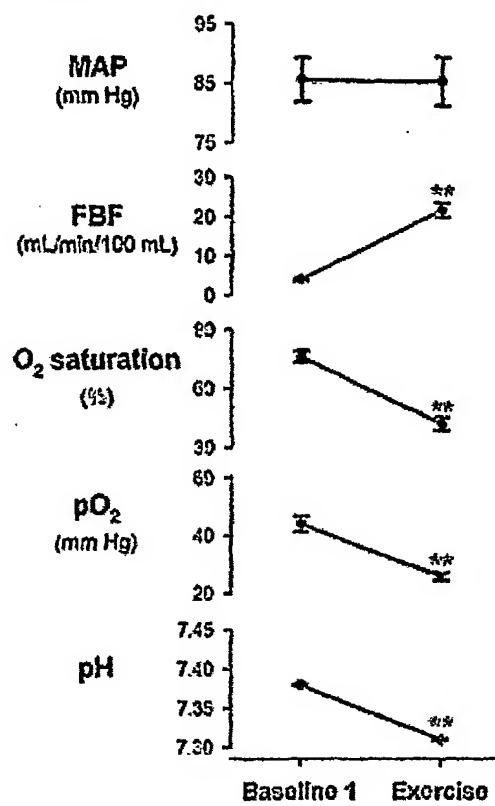 95
MAP
(mm Hg)
85
75
30
FBF
(mL/min/100 mL)
20
10
0
**
90
O₂ saturation
(%)
60
30
**
60
pO₂
(mm Hg)
40
20
**
7.45
pH
7.40
7.35
7.30
**
Baseline 1 Exercise